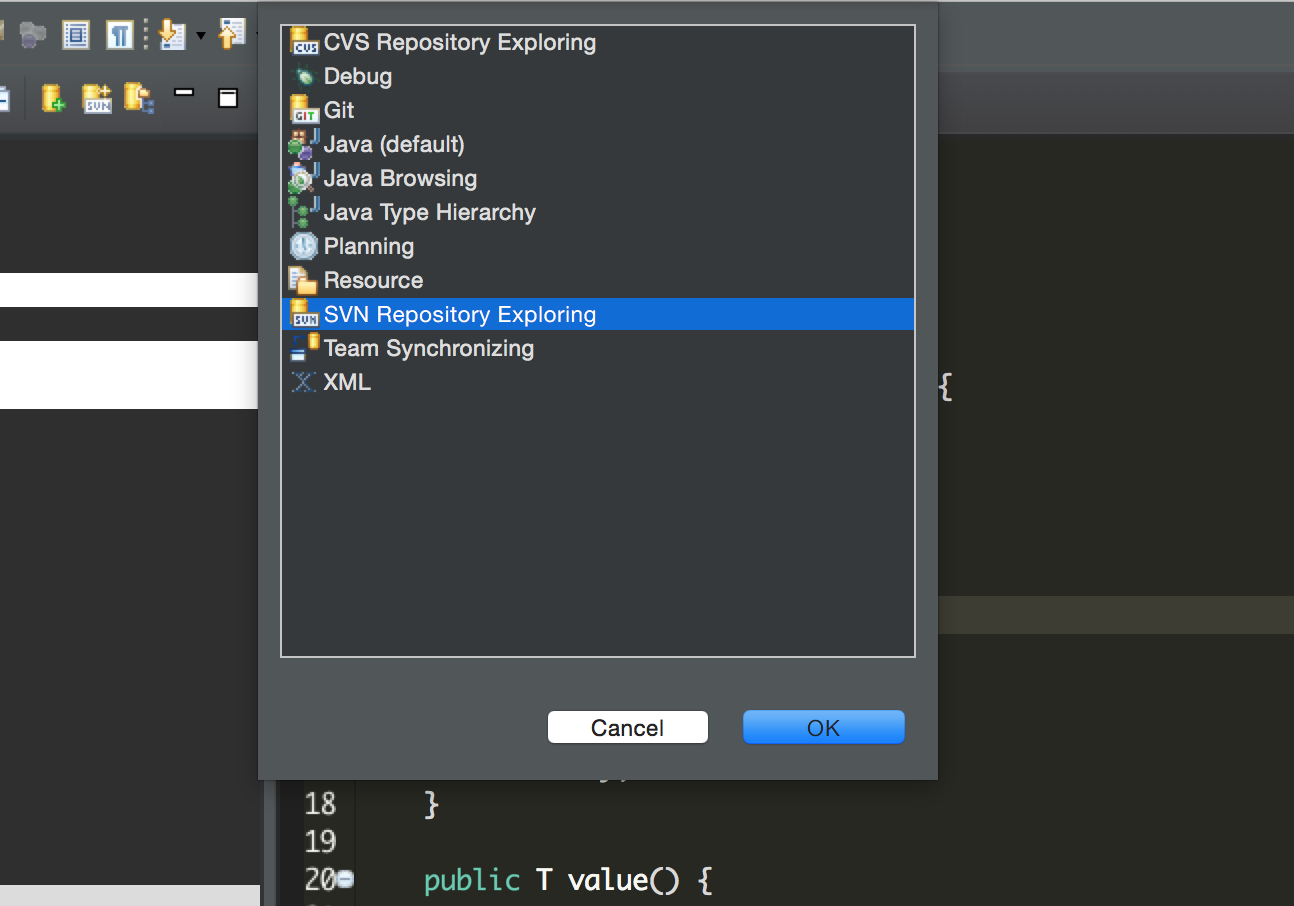 CVS Repository Exploring
Debug
Git
Java (default)
Java Browsing
Java Type Hierarchy
Planning
Resource
SVN Repository Exploring
Team Synchronizing
XML
{
Cancel
OK
18 }
19
20 public T value() {